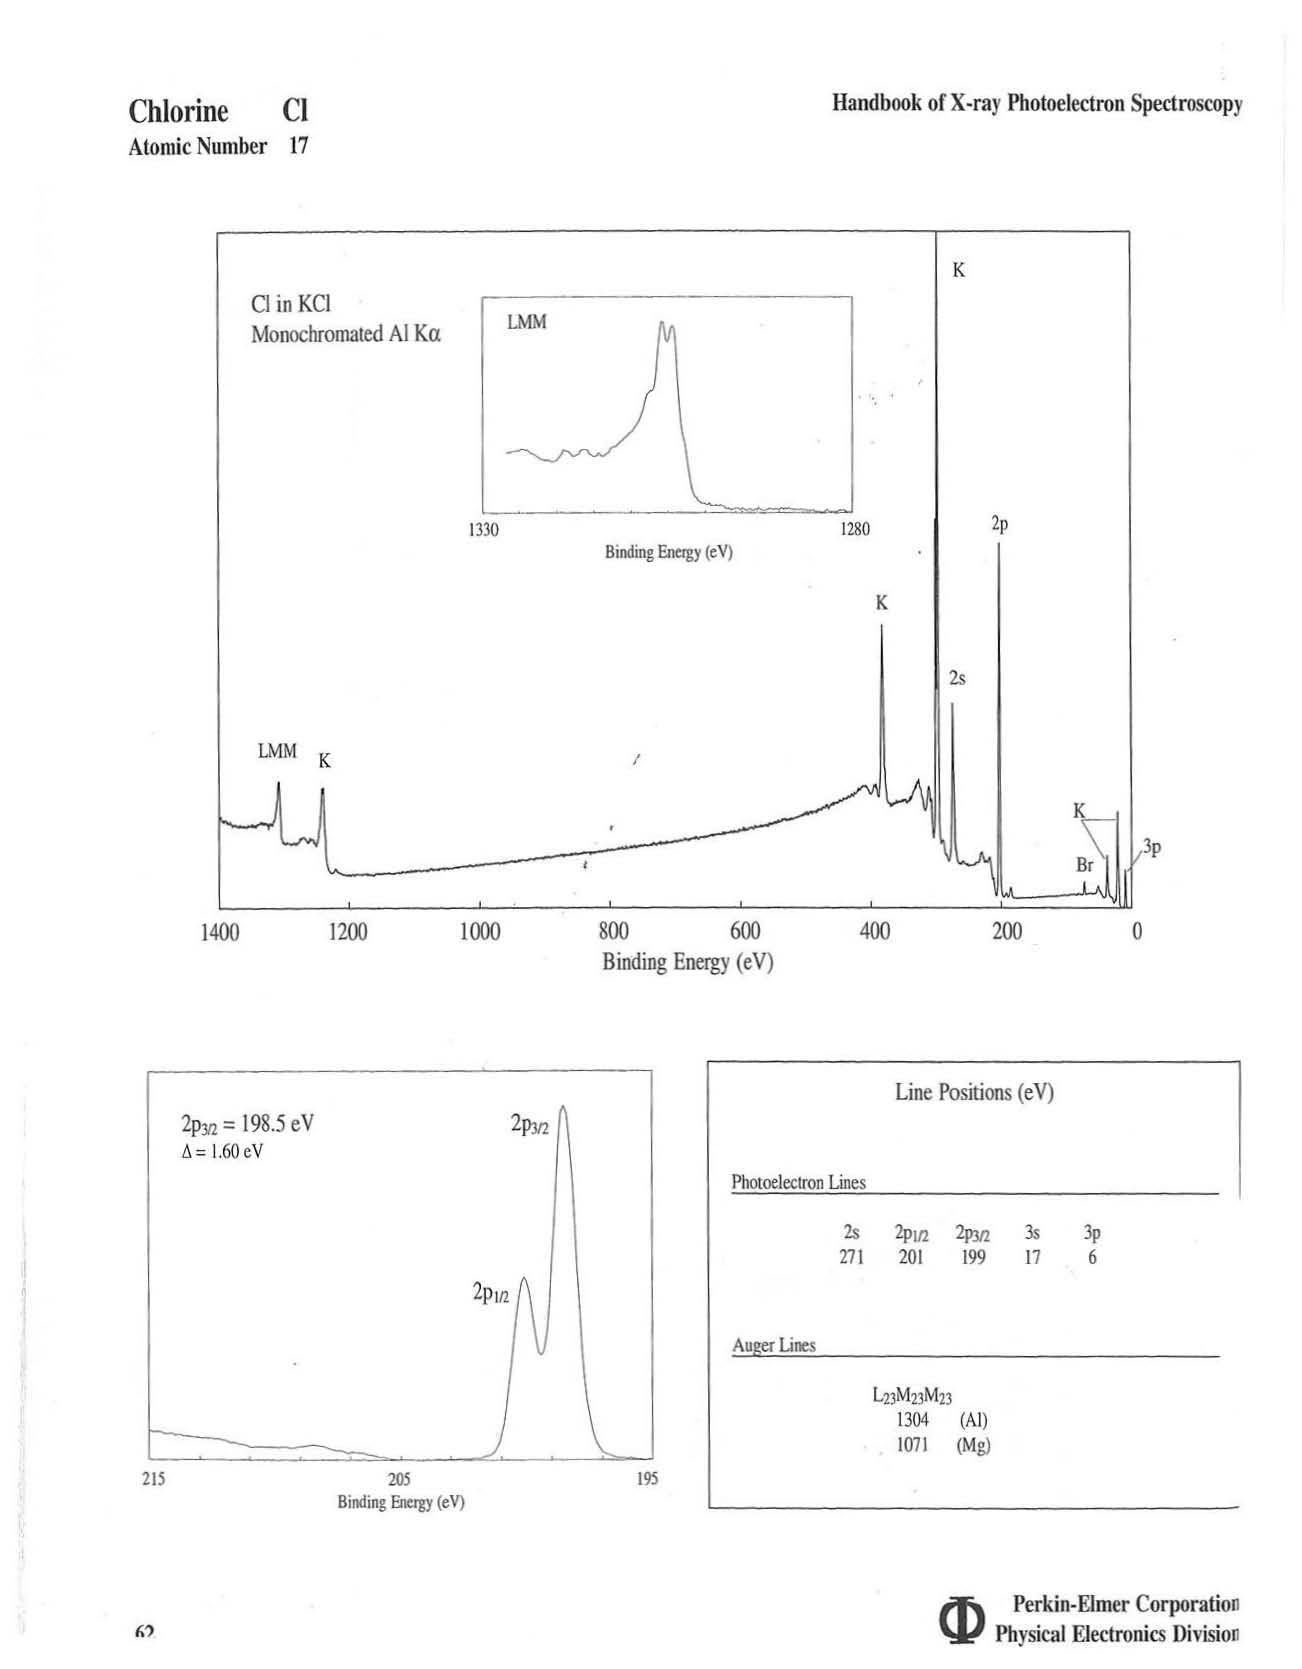 Chlorine Cl
Atomic Number 17
Handbook of X-ray Photoelectron Spectroscopy
Cl in KCl
Monochromated Al Kα
LMM
1330
1280
Binding Energy (eV)
K
2p
K
2s
LMM
K
K
Br
3p
1400 1200 1000 800 600 400 200 0
Binding Energy (eV)
2p3/2 = 198.5 eV
Δ = 1.60 eV
2p3/2
2p1/2
215 205 195
Binding Energy (eV)
Line Positions (eV)
Photoelectron Lines
2s 2p1/2 2p3/2 3s 3p
271 201 199 17 6
Auger Lines
L23M23M23
1304 (Al)
1071 (Mg)
62
Perkin-Elmer Corporation
Physical Electronics Division